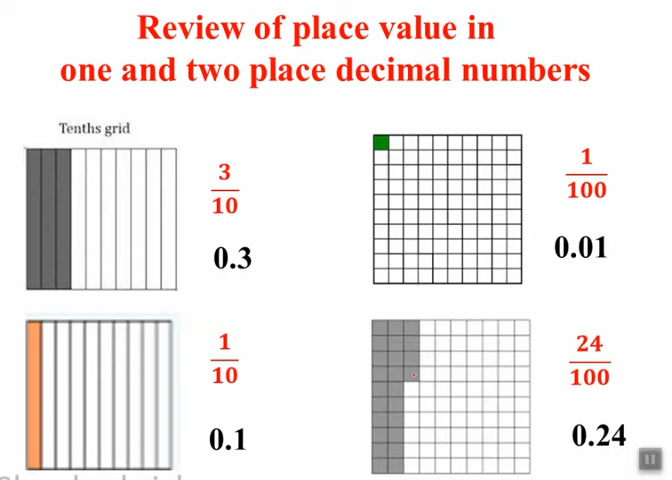 Review of place value in
one and two place decimal numbers
Tenths grid
3/10
0.3
1/100
0.01
1/10
0.1
24/100
0.24